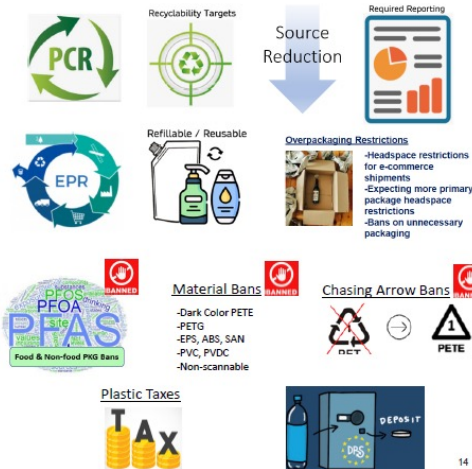 PCR
Recyclability Targets
Source
Reduction
Required Reporting
EPR
Refillable / Reusable
Overpackaging Restrictions
-Headspace restrictions
for e-commerce
shipments
-Expecting more primary
package headspace
restrictions
-Bans on unnecessary
packaging
PFOS
PFOA
drinking
site
PFAS
Food & Non-food PKG Bans
BANNED
Material Bans
BANNED
-Dark Color PETE
-PETG
-EPS, ABS, SAN
-PVC, PVDC
-Non-scannable
Chasing Arrow Bans
BANNED
1
PET
1
PETE
Plastic Taxes
TAX
DEPOSIT
DRS
14